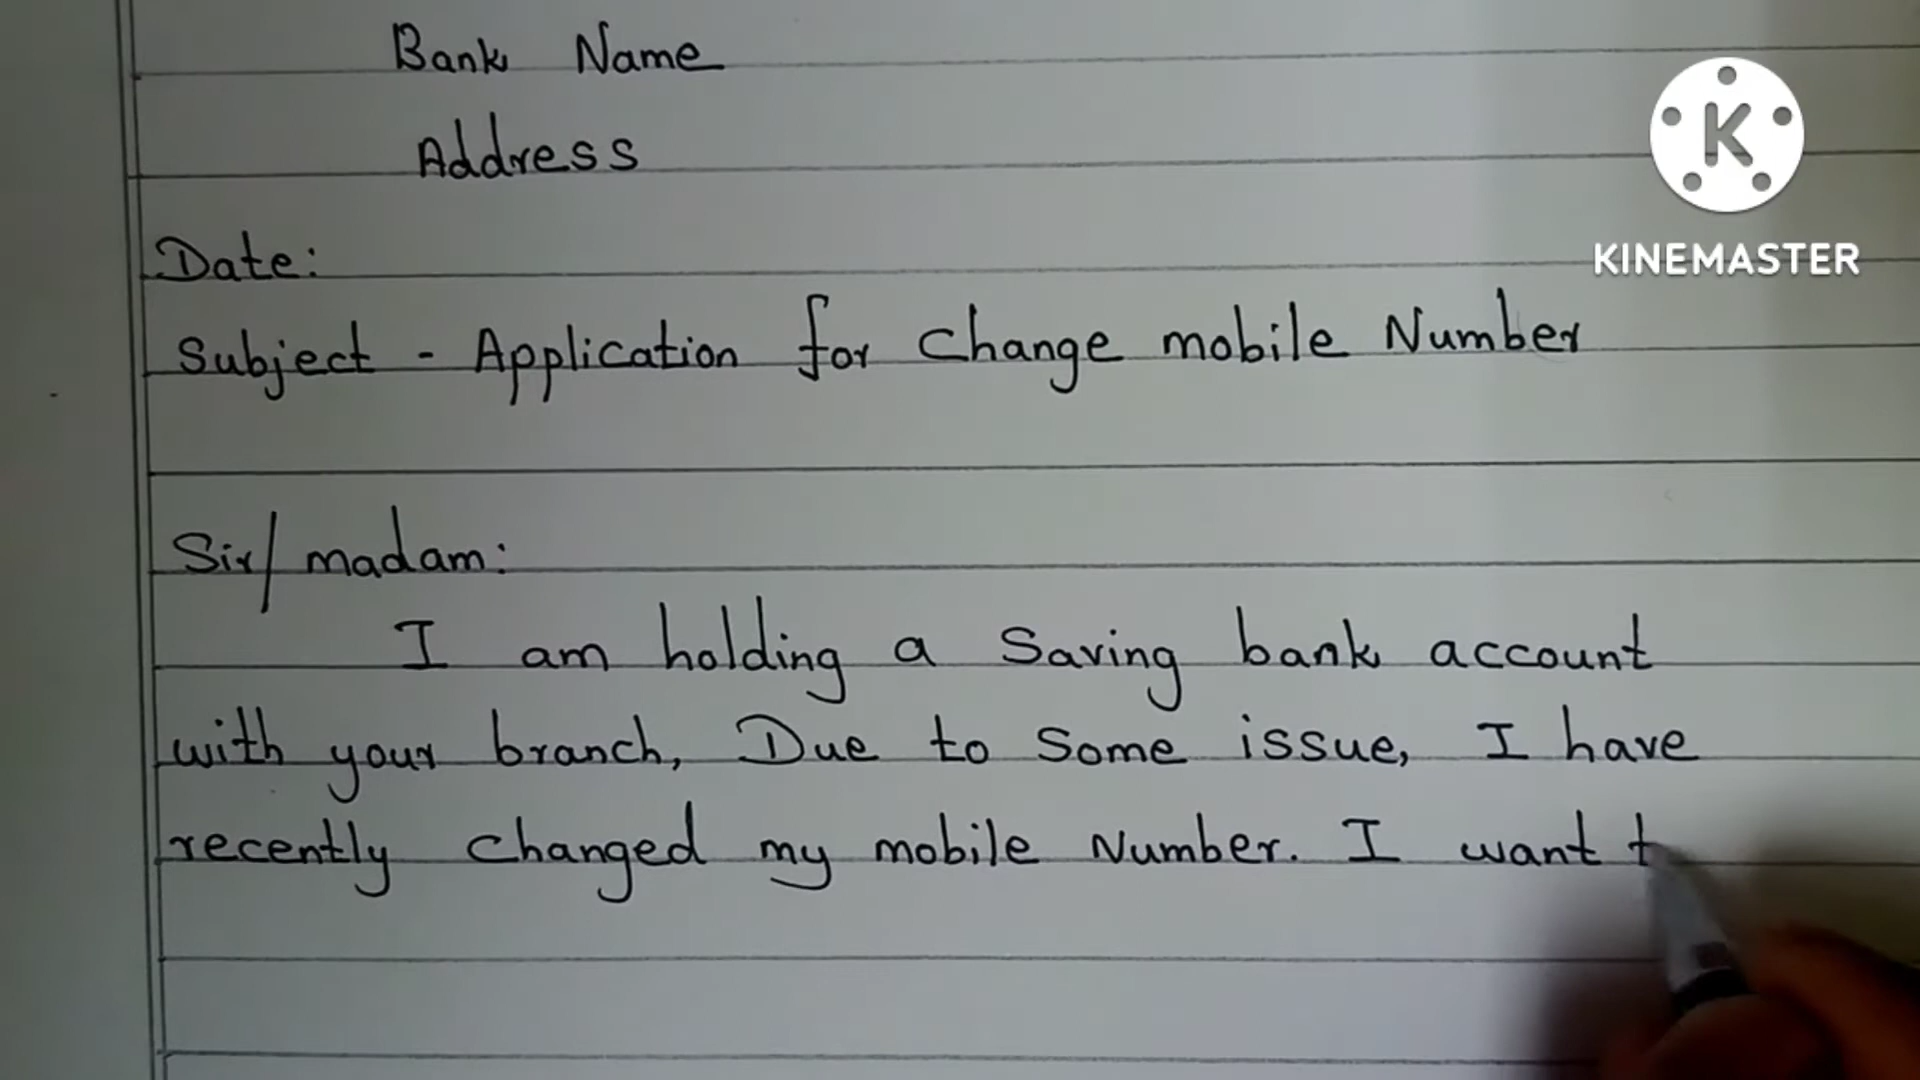 Bank Name
Address
KINEMASTER
Date:
Subject - Application for change mobile Number
Sir/ madam:
I am holding a saving bank account
with your branch, Due to some issue, I have
recently changed my mobile Number. I want t